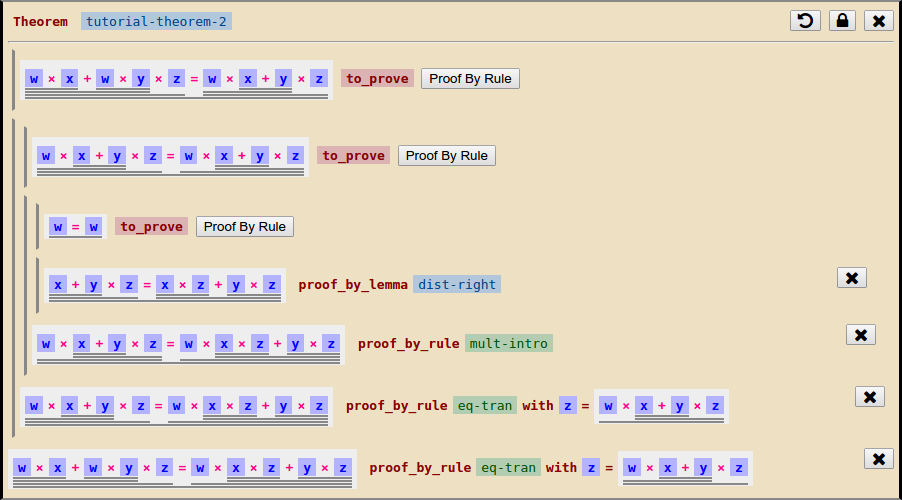 Theorem tutorial-theorem-2
w × x + w × y × z = w × x + y × z to_prove Proof By Rule
w × x + y × z = w × x + y × z to_prove Proof By Rule
w = w to_prove Proof By Rule
x + y × z = x × z + y × z proof_by_lemma dist-right
w × x + y × z = w × x × z + y × z proof_by_rule mult-intro
w × x + y × z = w × x × z + y × z proof_by_rule eq-tran with z = w × x + y × z
w × x + w × y × z = w × x × z + y × z proof_by_rule eq-tran with z = w × x + y × z